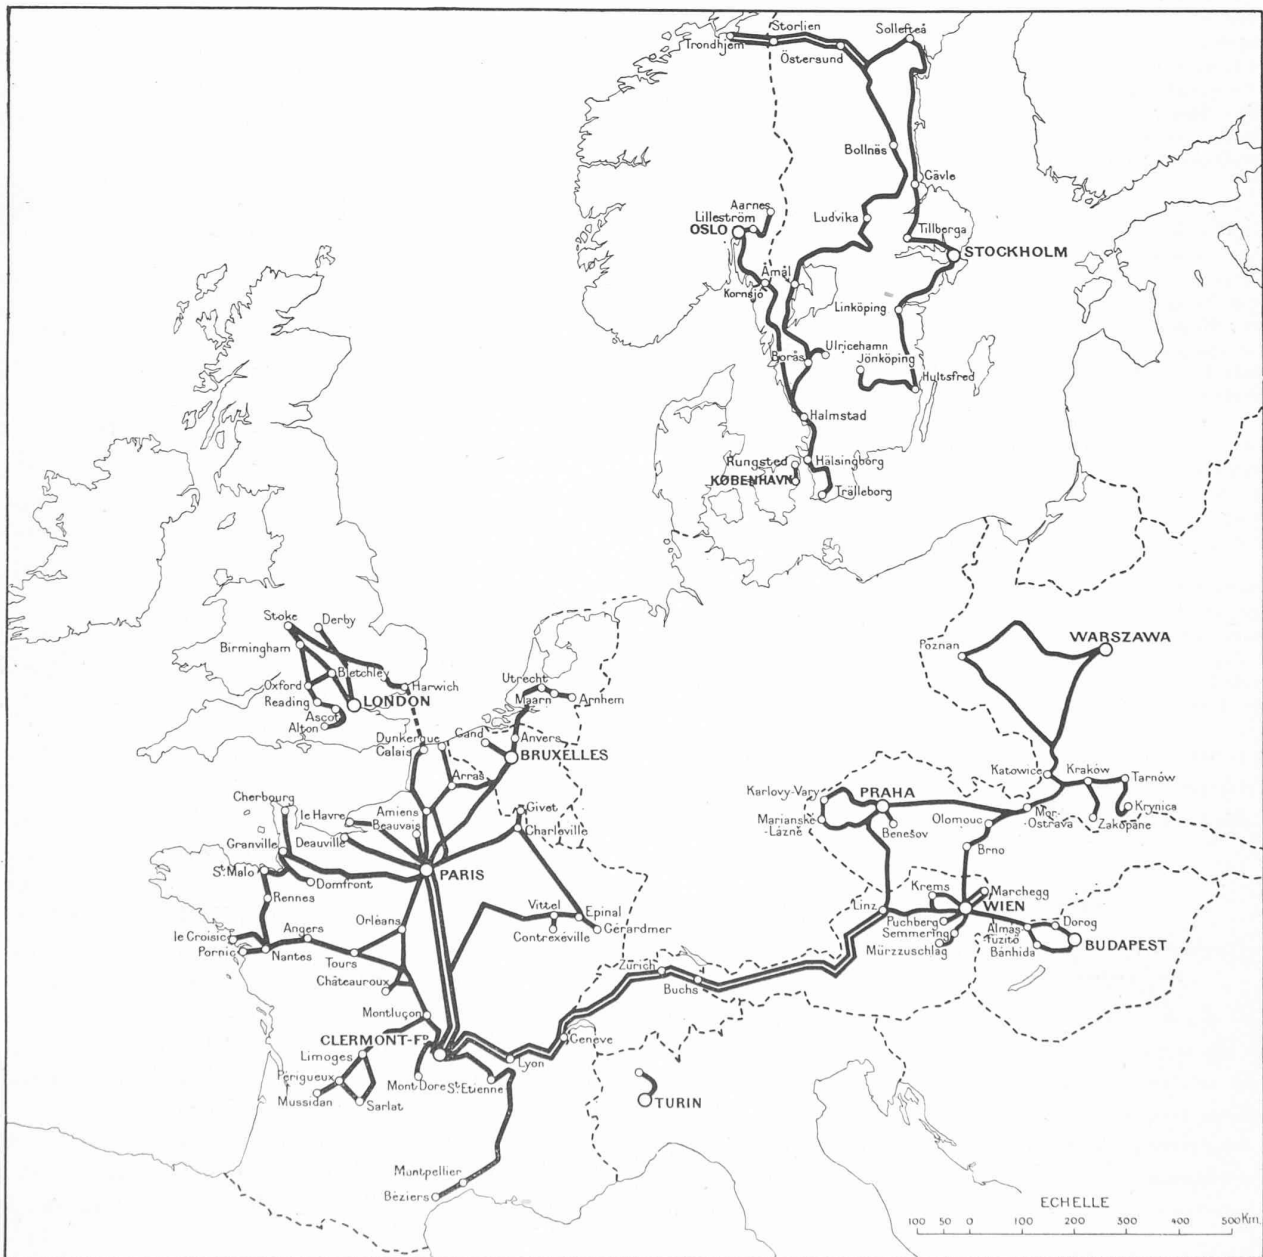 Trondhjem
Storlien
Östersund
Sollefteå
Bollnäs
Gävle
Aarnes
Lilleström
OSLO
Ludvika
Tillberga
STOCKHOLM
Åmål
Kornsjö
Linköping
Ulricehamn
Borås
Jönköping
Hultsfred
Halmstad
Rungsted
Hälsingborg
KØBENHAVN
Trälleborg
Stoke
Derby
Birmingham
Bletchley
Oxford
Harwich
Reading
LONDON
Ascot
Alton
Utrecht
Maarn
Arnhem
Dunkerque
Calais
Gand
Anvers
BRUXELLES
Arras
Cherbourg
le Havre
Amiens
Beauvais
Givet
Charleville
Deauville
Granville
St Malo
Domfront
PARIS
Rennes
Orléans
Vittel
Epinal
Contrexéville
Gérardmer
le Croisic
Angers
Pornic
Nantes
Tours
Châteauroux
Montluçon
CLERMONT-FD
Limoges
Périgueux
Mussidan
Sarlat
Mont Dore
St Etienne
Lyon
Genève
Zürich
Buchs
TURIN
Muntpellier
Béziers
Poznan
WARSZAWA
Katowice
Kraków
Tarnów
Karlovy-Vary
PRAHA
Krynica
Marianske
-Lázně
Benešov
Olomouc
Mor-
Ostrava
Zakópane
Brno
Krems
Marchegg
Linz
WIEN
Puchberg
Semmering
Mürzzuschlag
Almás
Füzitö
Dorog
Bánhida
BUDAPEST
ECHELLE
100 50 0 100 200 300 400 500 Km.